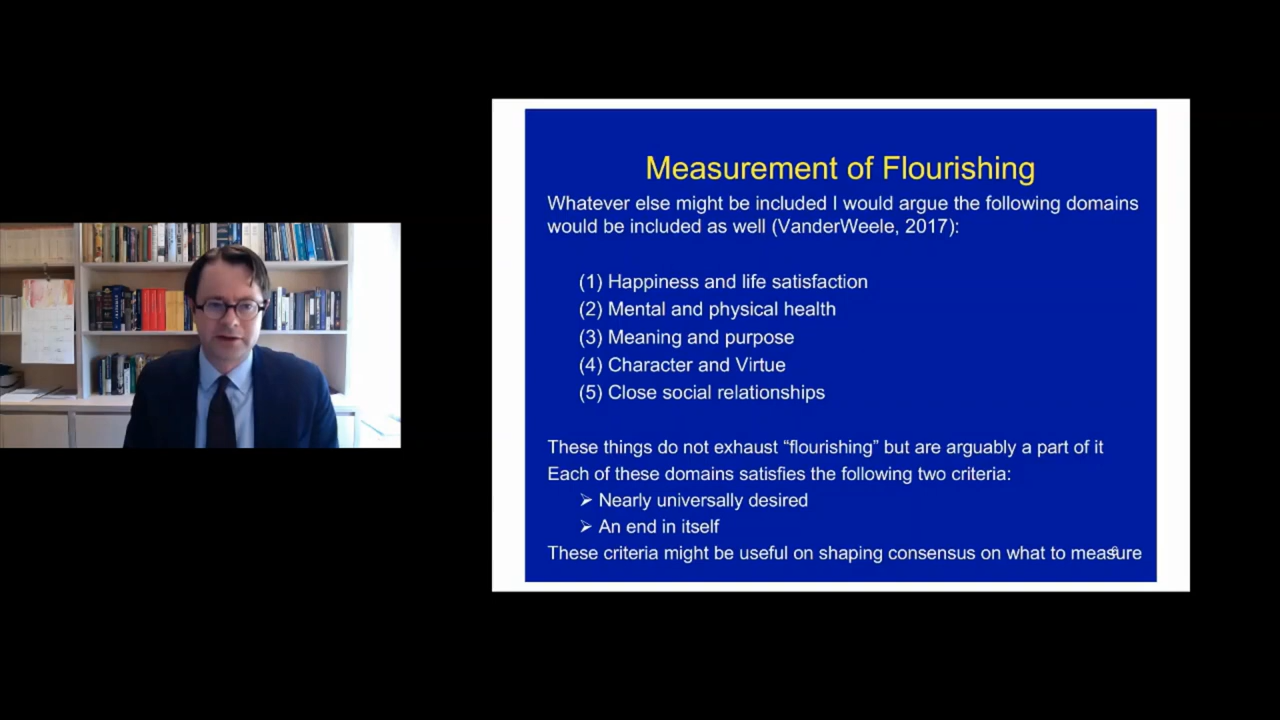 Measurement of Flourishing
Whatever else might be included I would argue the following domains
would be included as well (VanderWeele, 2017):
(1) Happiness and life satisfaction
(2) Mental and physical health
(3) Meaning and purpose
(4) Character and Virtue
(5) Close social relationships
These things do not exhaust “flourishing” but are arguably a part of it
Each of these domains satisfies the following two criteria:
➢ Nearly universally desired
➢ An end in itself
These criteria might be useful on shaping consensus on what to measure